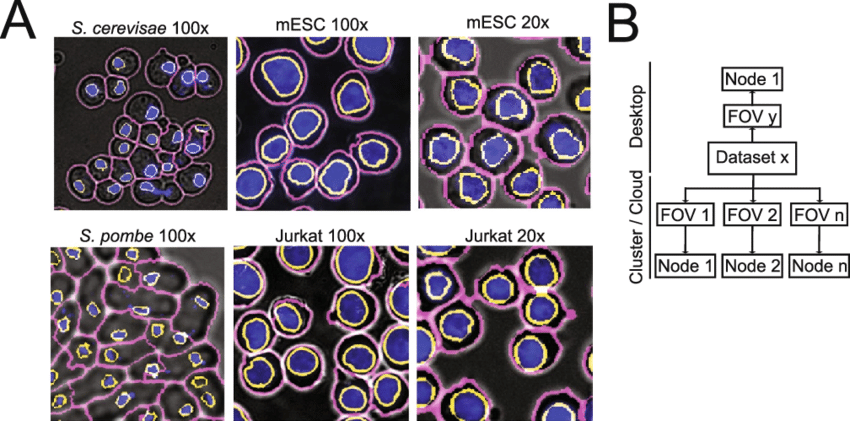 A
S. cerevisae 100x
mESC 100x
mESC 20x
S. pombe 100x
Jurkat 100x
Jurkat 20x
B
Desktop
Cluster / Cloud
Node 1
FOV y
Dataset x
FOV 1
FOV 2
FOV n
Node 1
Node 2
Node n